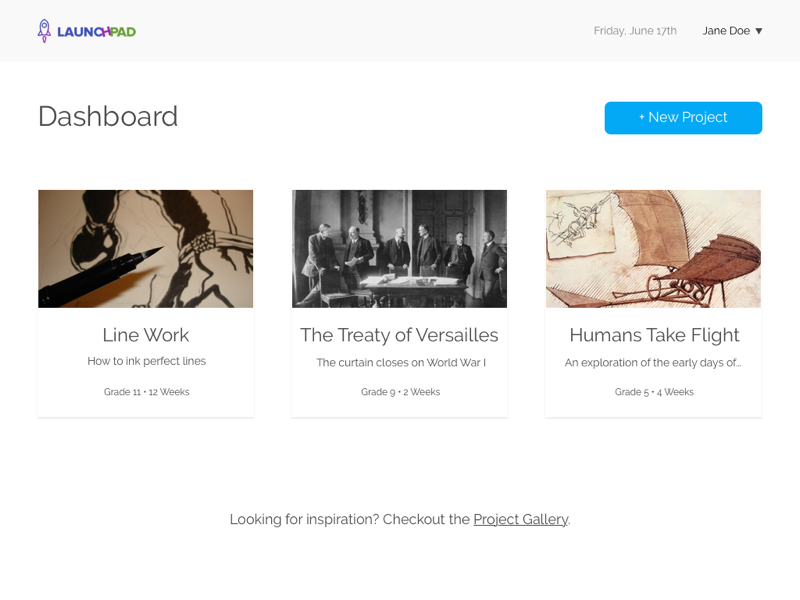 LAUNCHPAD
Friday, June 17th
Jane Doe ▼
Dashboard
+ New Project
Line Work
How to ink perfect lines
Grade 11 • 12 Weeks
The Treaty of Versailles
The curtain closes on World War I
Grade 9 • 2 Weeks
Humans Take Flight
An exploration of the early days of...
Grade 5 • 4 Weeks
Looking for inspiration? Checkout the Project Gallery.